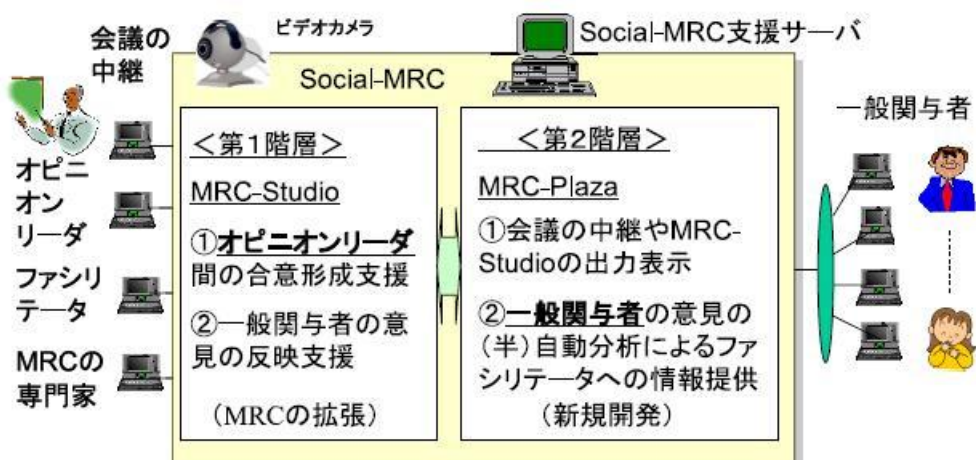 会議の
中継
ビデオカメラ
Social-MRC支援サーバ
Social-MRC
オピニ
オン
リーダ
ファシリ
テータ
MRCの
専門家
<第1階層>
MRC-Studio
①オピニオンリーダ
間の合意形成支援
②一般関与者の意
見の反映支援
(MRCの拡張)
<第2階層>
MRC-Plaza
①会議の中継やMRC-
Studioの出力表示
②一般関与者の意見の
(半)自動分析によるファ
シリテータへの情報提供
(新規開発)
一般関与者